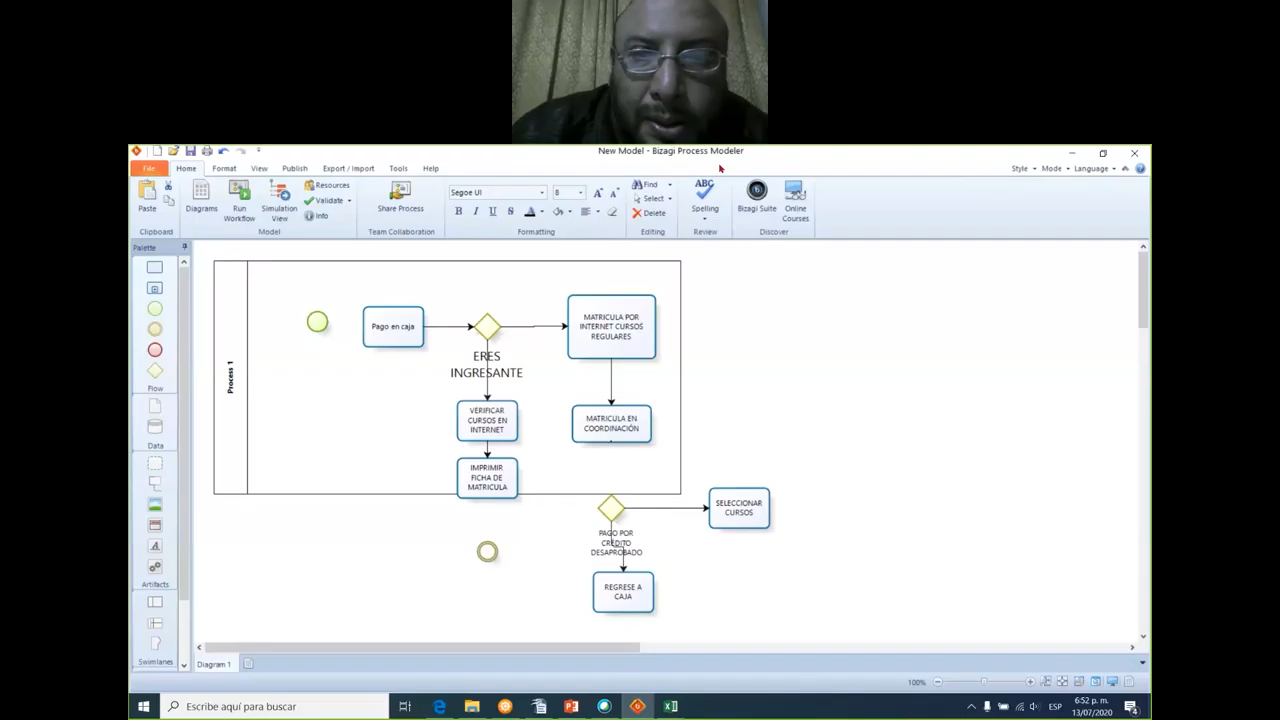 New Model - Bizagi Process Modeler
File Home Format View Publish Export / Import Tools Help
Style Mode Language
Paste
Clipboard
Diagrams
Run Workflow
Simulation View
Resources
Validate
Info
Model
Share Process
Team Collaboration
Segoe UI 8
B I U S A
Formatting
Find
Select
Delete
Editing
ABC
Spelling
Review
Bizagi Suite
Online Courses
Discover
Palette
Flow
Data
Artifacts
Swimlanes
Process 1
Pago en caja
ERES
INGRESANTE
MATRICULA POR
INTERNET CURSOS
REGULARES
VERIFICAR
CURSOS EN
INTERNET
MATRICULA EN
COORDINACIÓN
IMPRIMIR
FICHA DE
MATRICULA
SELECCIONAR
CURSOS
PAGO POR
CREDITO
DESAPROBADO
REGRESE A
CAJA
Diagram 1
100%
Escribe aquí para buscar
ESP
6:52 p. m.
13/07/2020
4